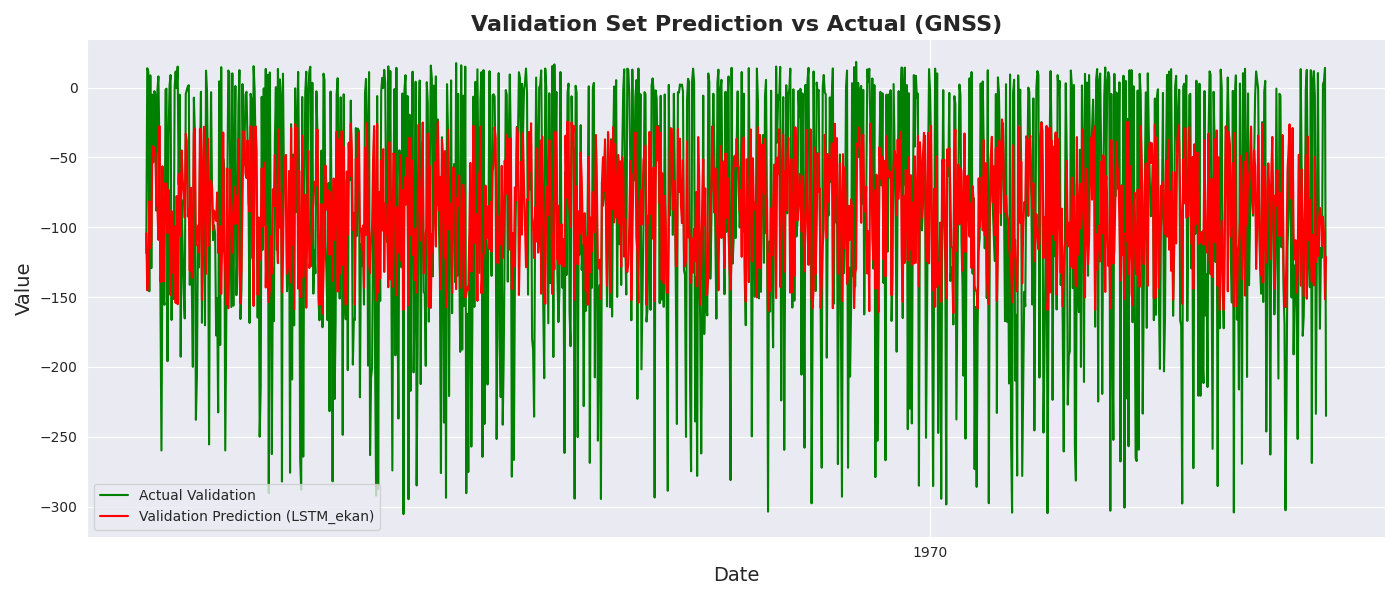 Validation Set Prediction vs Actual (GNSS)
Value
0
−50
−100
−150
−200
−250
−300
Actual Validation
Validation Prediction (LSTM_ekan)
1970
Date